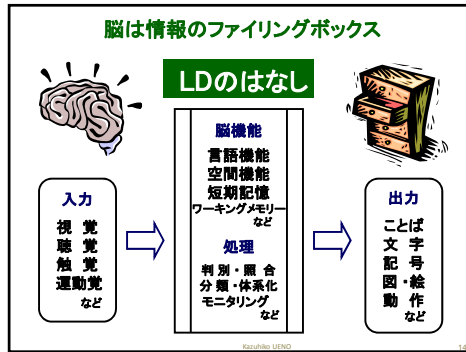 脳は情報のファイリングボックス
LDのはなし
入力
視 覚
聴 覚
触 覚
運動覚
など
脳機能
言語機能
空間機能
短期記憶
ワーキングメモリー
など
処理
判別・照 合
分類・体系化
モニタリング
など
出力
ことば
文 字
記 号
図・絵
動 作
など
Kazuhiko UENO
14